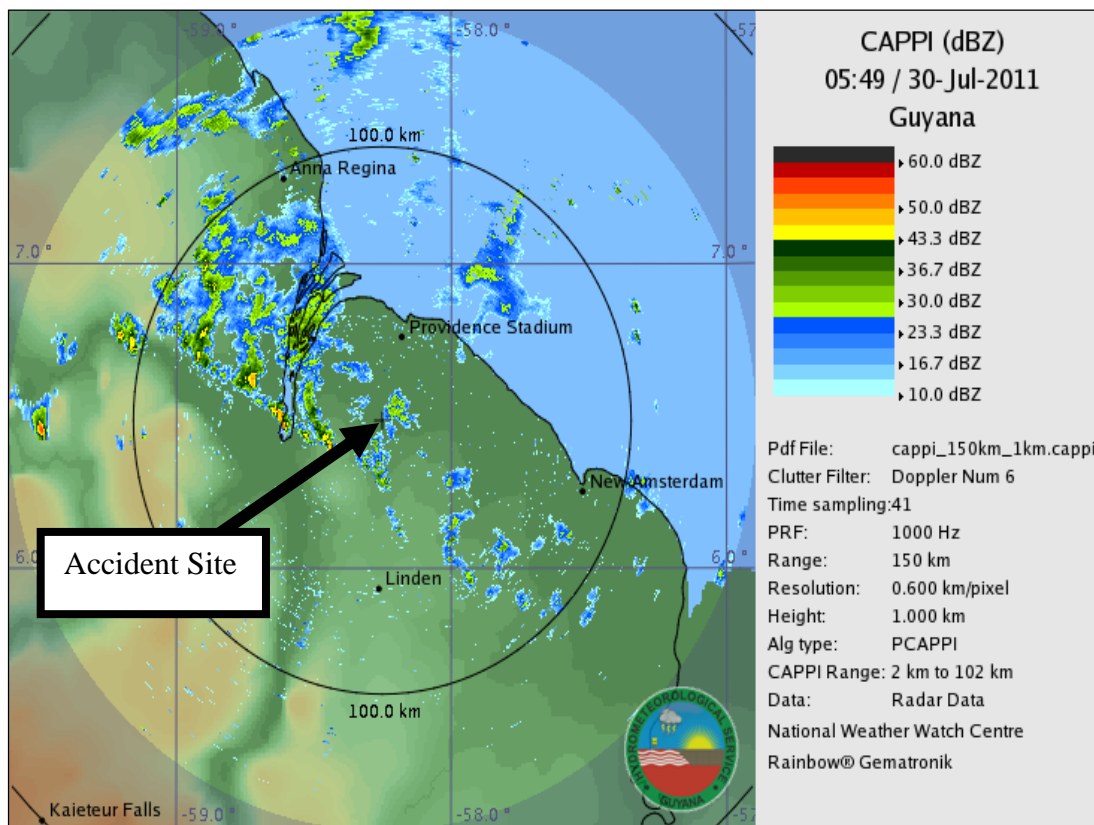 -59.0°
-58.0°
-57
100.0 km
Anna Regina
7.0°
7.0°
Providence Stadium
New Amsterdam
Accident Site
6.0
6.0°
Linden
100.0 km
Kaieteur Falls
-59.0°
-58.0°
-57
HYDROMETEOROLOGICAL SERVICE
GUYANA
CAPPI (dBZ)
05:49 / 30-Jul-2011
Guyana
60.0 dBZ
50.0 dBZ
43.3 dBZ
36.7 dBZ
30.0 dBZ
23.3 dBZ
16.7 dBZ
10.0 dBZ
Pdf File: cappi_150km_1km.cappi
Clutter Filter: Doppler Num 6
Time sampling:41
PRF: 1000 Hz
Range: 150 km
Resolution: 0.600 km/pixel
Height: 1.000 km
Alg type: PCAPPI
CAPPI Range: 2 km to 102 km
Data: Radar Data
National Weather Watch Centre
Rainbow® Gematronik